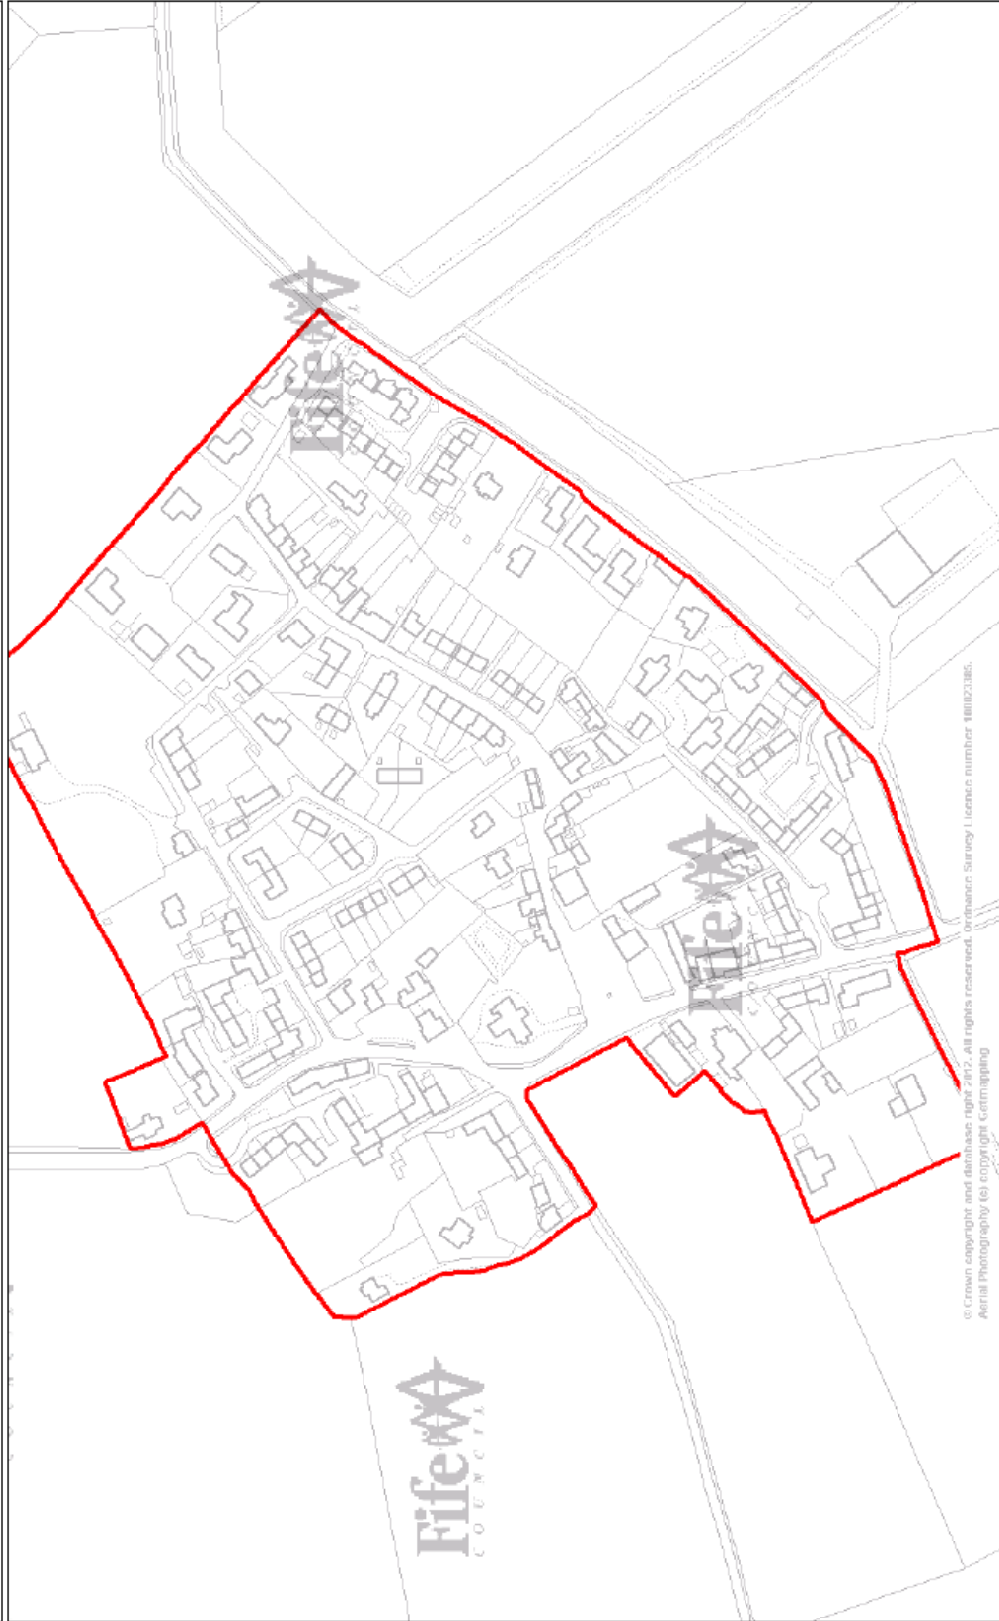 Fife
Fife
Fife
COUNCIL
© Crown copyright and database right 2012. All rights reserved. Ordnance Survey Licence number 100023385.
Aerial Photography (c) copyright Getmapping